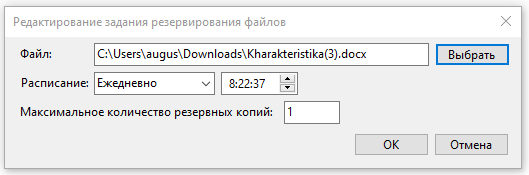 Редактирование задания резервирования файлов
Файл: C:\Users\augus\Downloads\Kharakteristika(3).docx Выбрать
Расписание: Ежедневно 8:22:37
Максимальное количество резервных копий: 1
OK Отмена